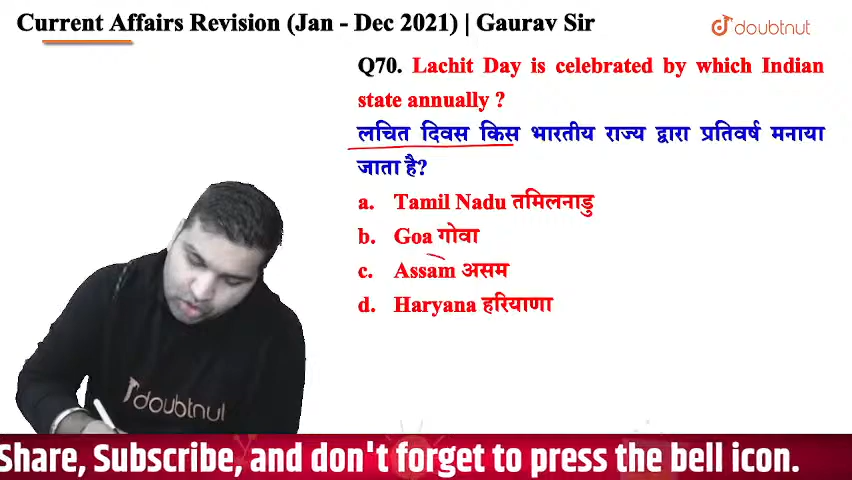 Current Affairs Revision (Jan - Dec 2021) | Gaurav Sir
doubtnut
Q70. Lachit Day is celebrated by which Indian
state annually ?
लचित दिवस किस भारतीय राज्य द्वारा प्रतिवर्ष मनाया
जाता है?
a. Tamil Nadu तमिलनाडु
b. Goa गोवा
c. Assam असम
d. Haryana हरियाणा
doubtnut
Share, Subscribe, and don't forget to press the bell icon.